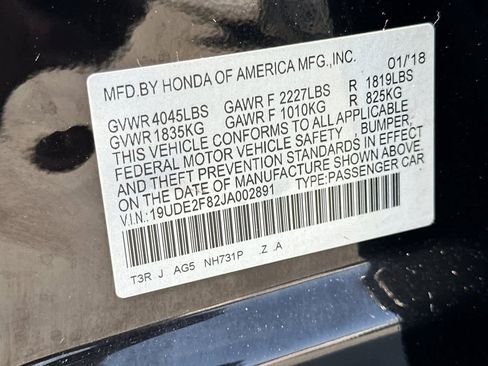 MFD.BY HONDA OF AMERICA MFG.,INC. 01/'18
GVWR 4045LBS GAWR F 2227LBS R 1819LBS
GVWR 1835KG GAWR F 1010KG R 825KG
THIS VEHICLE CONFORMS TO ALL APPLICABLE
FEDERAL MOTOR VEHICLE SAFETY , BUMPER,
AND THEFT PREVENTION STANDARDS IN EFFECT
ON THE DATE OF MANUFACTURE SHOWN ABOVE.
V.I.N: 19UDE2F82JA002891 TYPE:PASSENGER CAR
T3R J AG5 NH731P .Z .A